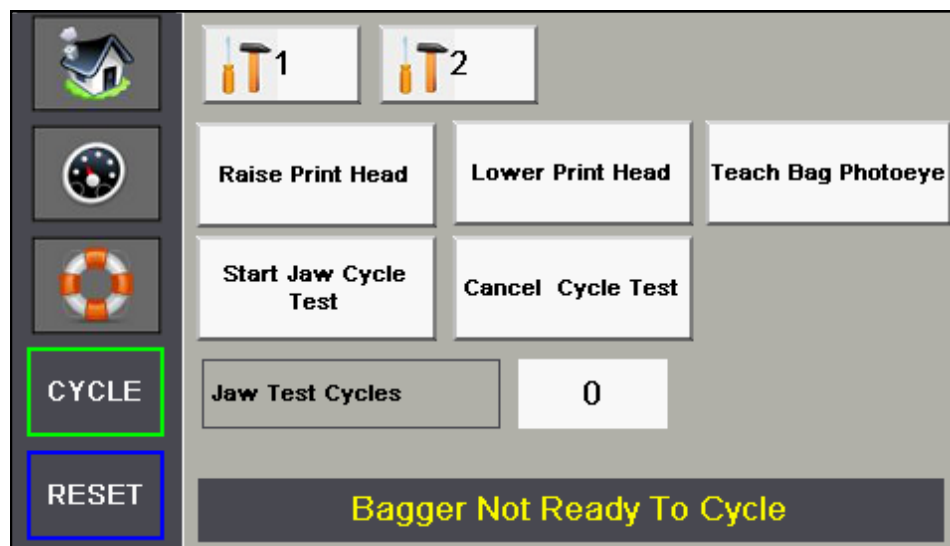 1
2
Raise Print Head
Lower Print Head
Teach Bag Photoeye
Start Jaw Cycle
Test
Cancel Cycle Test
CYCLE
Jaw Test Cycles
0
RESET
Bagger Not Ready To Cycle